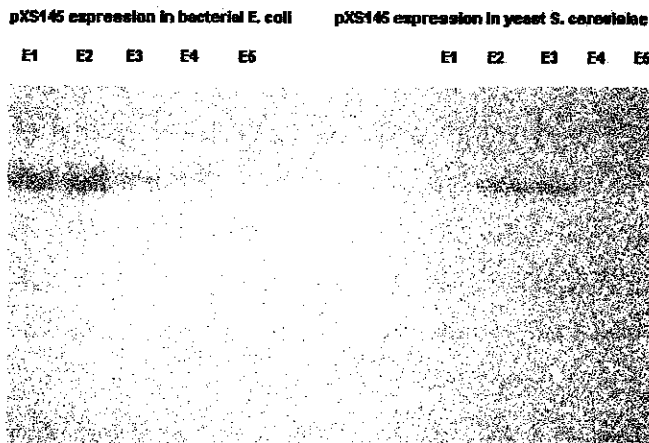 pXS145 expression in bacterial E. coli
pXS145 expression in yeast S. cerevisiae
E1 E2 E3 E4 E5
E1 E2 E3 E4 E5